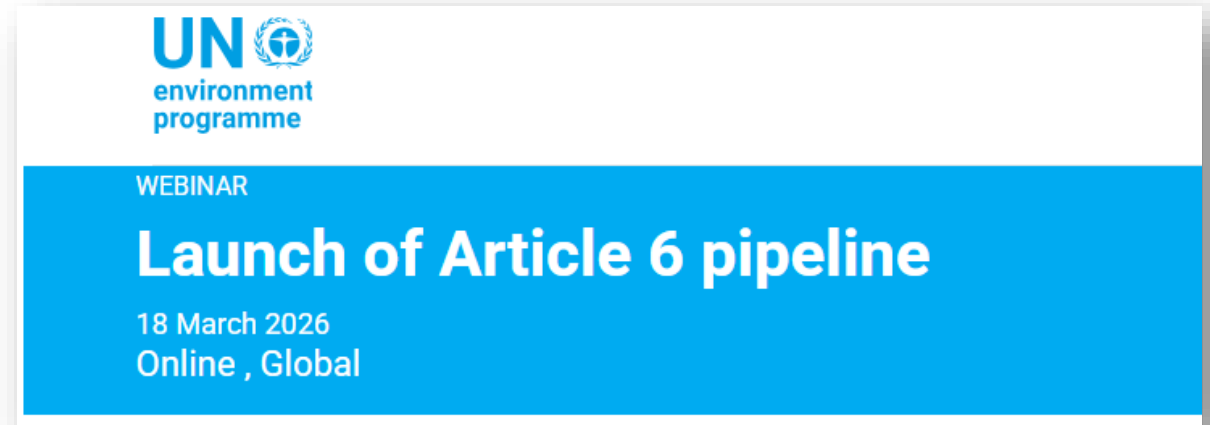 UN
environment
programme
WEBINAR
Launch of Article 6 pipeline
18 March 2026
Online , Global